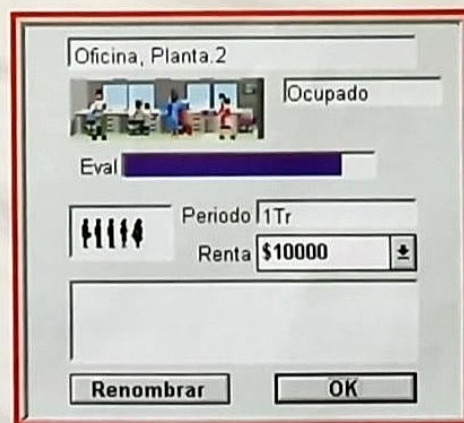 Oficina, Planta.2
Ocupado
Eval
Periodo 1Tr
Renta $10000
Renombrar
OK